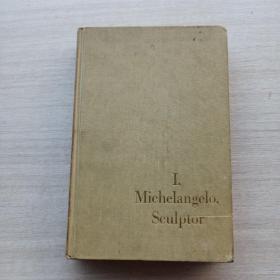 I,
Michelangelo,
Sculptor